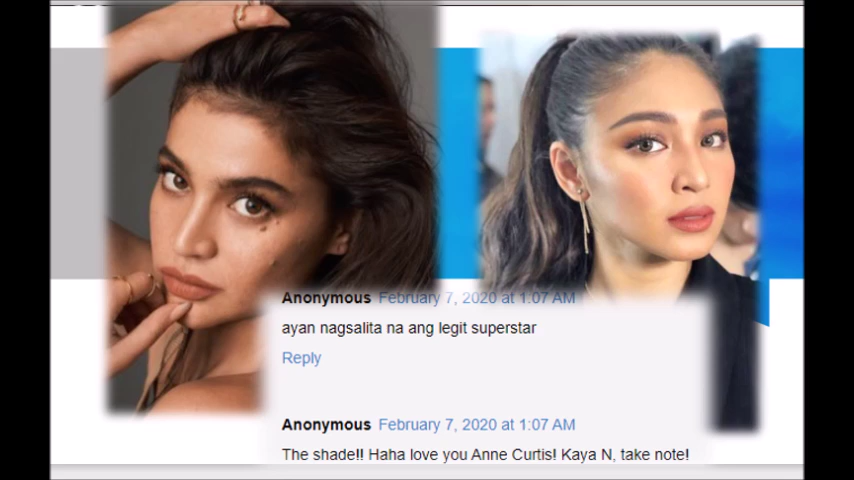 Anonymous February 7, 2020 at 1:07 AM
ayan nagsalita na ang legit superstar
Reply
Anonymous February 7, 2020 at 1:07 AM
The shade!! Haha love you Anne Curtis! Kaya N, take note!